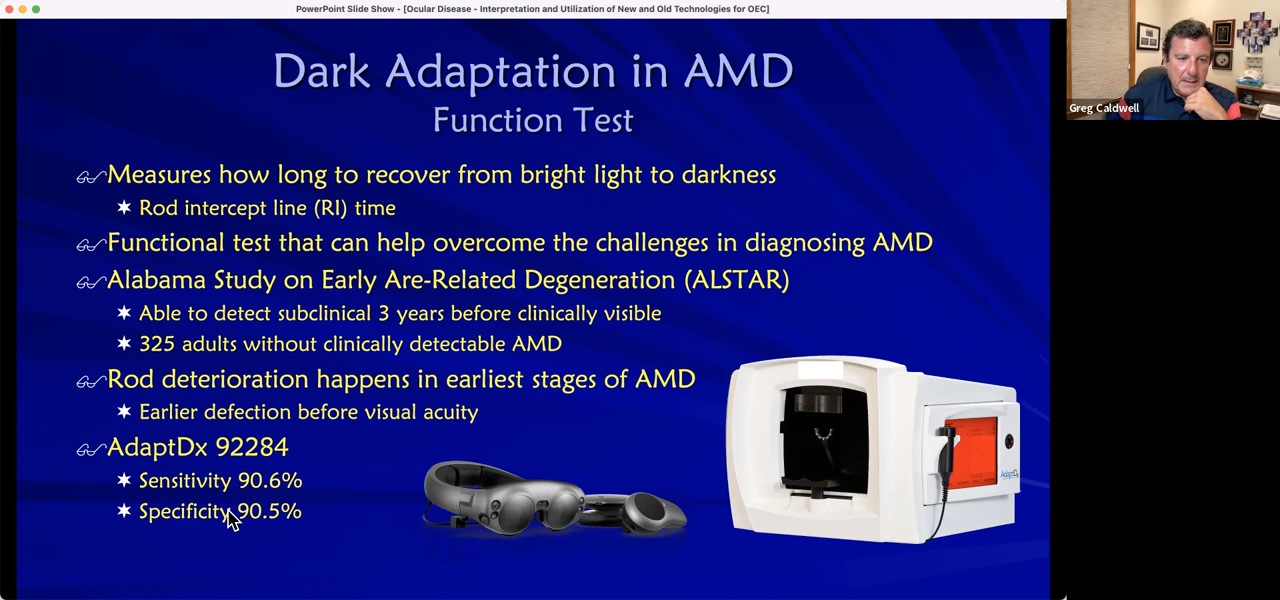 PowerPoint Slide Show - [Ocular Disease - Interpretation and Utilization of New and Old Technologies for OEC]
Dark Adaptation in AMD
Function Test
Measures how long to recover from bright light to darkness
Rod intercept line (RI) time
Functional test that can help overcome the challenges in diagnosing AMD
Alabama Study on Early Are-Related Degeneration (ALSTAR)
Able to detect subclinical 3 years before clinically visible
325 adults without clinically detectable AMD
Rod deterioration happens in earliest stages of AMD
Earlier defection before visual acuity
AdaptDx 92284
Sensitivity 90.6%
Specificity 90.5%
Greg Caldwell